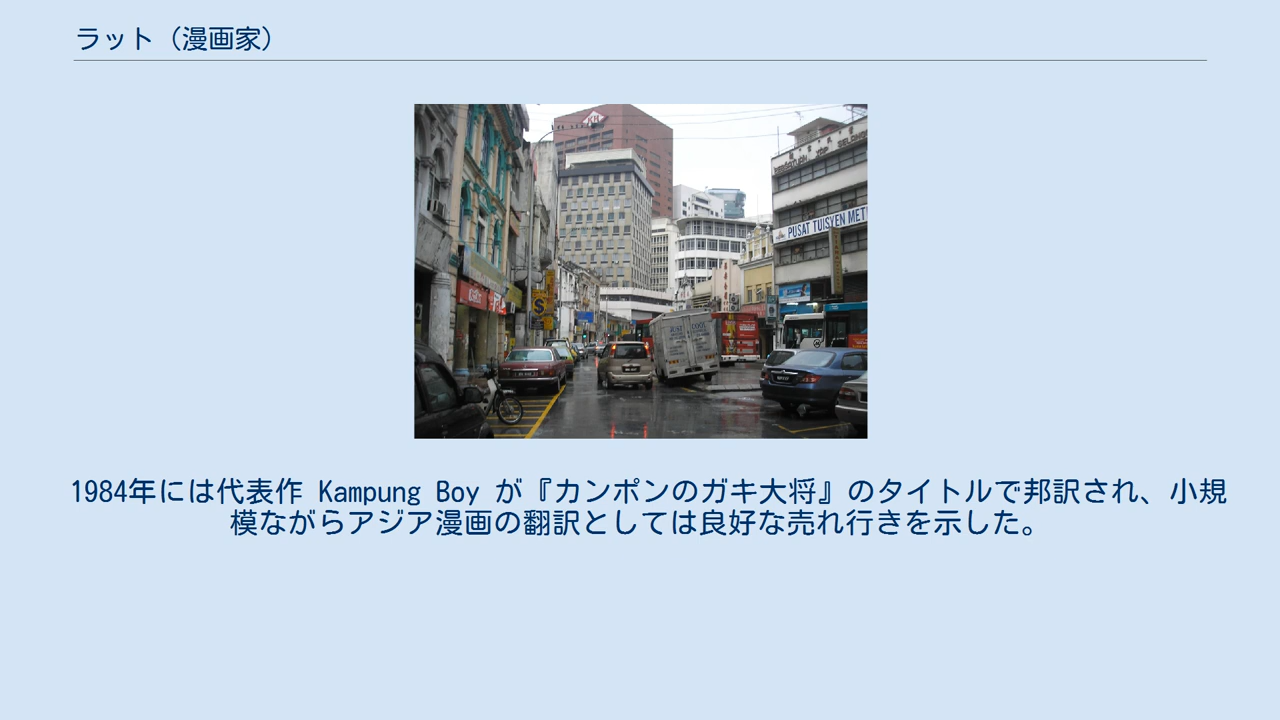 ラット（漫画家）
PUSAT TUISYEN MET
$
1984年には代表作 Kampung Boy が『カンポンのガキ大将』のタイトルで邦訳され、小規
模ながらアジア漫画の翻訳としては良好な売れ行きを示した。